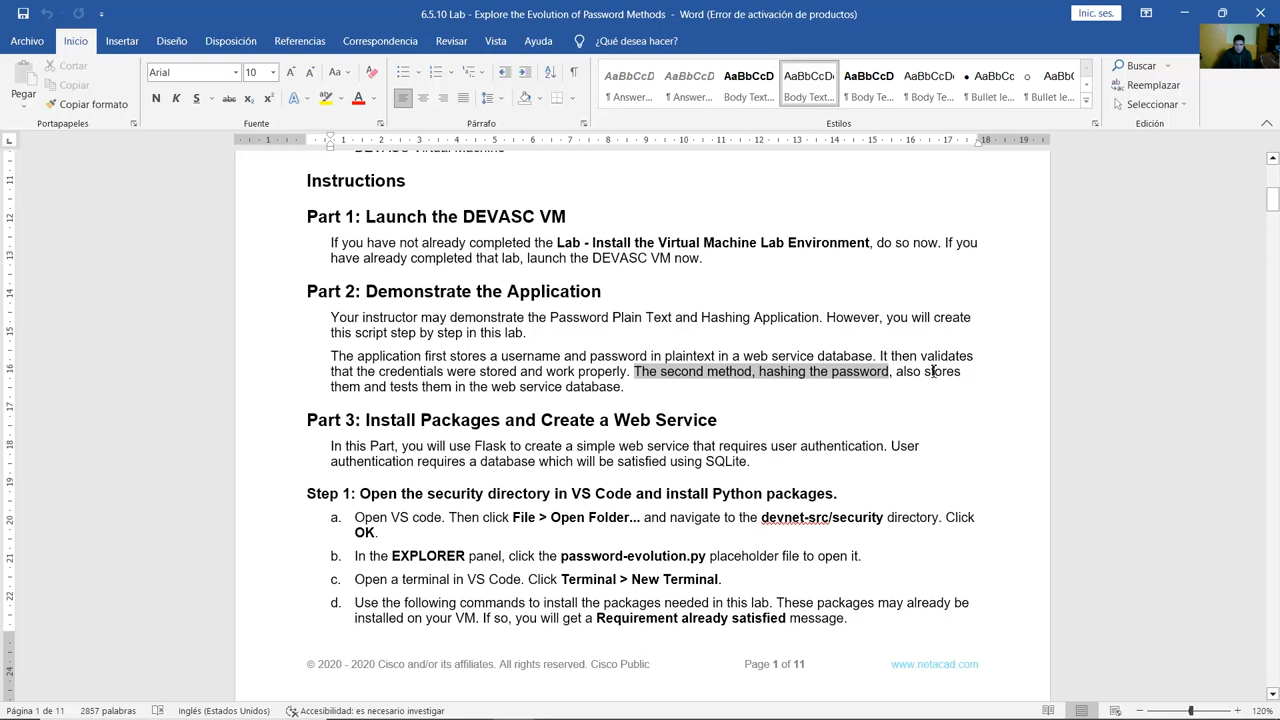 6.5.10 Lab - Explore the Evolution of Password Methods - Word (Error de activación de productos)
Inic. ses.
Archivo Inicio Insertar Diseño Disposición Referencias Correspondencia Revisar Vista Ayuda ¿Qué desea hacer?
Pegar
Cortar
Copiar
Copiar formato
Portapapeles
Arial 10
Aa
N K S abc x₂ x² A A
Fuente
Párrafo
AaBbCcD AaBbCcD AaBbCcD AaBbCcDc AaBbCcD AaBbCcDc AaBbCc AaBb(
¶ Answer... ¶ Answer... Body Text... Body Text... ¶ Body Te... ¶ Body Te... ¶ Bullet le... ¶ Bullet le...
Estilos
Buscar
Reemplazar
Seleccionar
Edición
Instructions
Part 1: Launch the DEVASC VM
If you have not already completed the Lab - Install the Virtual Machine Lab Environment, do so now. If you
have already completed that lab, launch the DEVASC VM now.
Part 2: Demonstrate the Application
Your instructor may demonstrate the Password Plain Text and Hashing Application. However, you will create
this script step by step in this lab.
The application first stores a username and password in plaintext in a web service database. It then validates
that the credentials were stored and work properly. The second method, hashing the password, also stores
them and tests them in the web service database.
Part 3: Install Packages and Create a Web Service
In this Part, you will use Flask to create a simple web service that requires user authentication. User
authentication requires a database which will be satisfied using SQLite.
Step 1: Open the security directory in VS Code and install Python packages.
a. Open VS code. Then click File > Open Folder... and navigate to the devnet-src/security directory. Click
OK.
b. In the EXPLORER panel, click the password-evolution.py placeholder file to open it.
c. Open a terminal in VS Code. Click Terminal > New Terminal.
d. Use the following commands to install the packages needed in this lab. These packages may already be
installed on your VM. If so, you will get a Requirement already satisfied message.
© 2020 - 2020 Cisco and/or its affiliates. All rights reserved. Cisco Public Page 1 of 11 www.netacad.com
Página 1 de 11 2857 palabras Inglés (Estados Unidos) Accesibilidad: es necesario investigar 120%